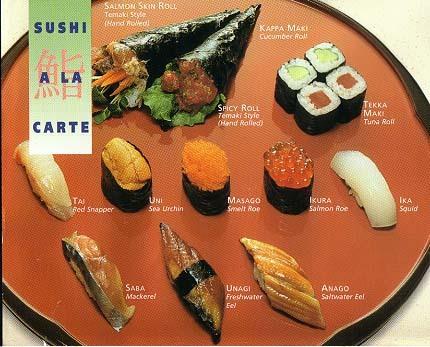 SUSHI
鮨
A LA
CARTE
SALMON SKIN ROLL
Temaki Style
(Hand Rolled)
KAPPA MAKI
Cucumber Roll
SPICY ROLL
Temaki Style
(Hand Rolled)
TEKKA
MAKI
Tuna Roll
TAI
Red Snapper
UNI
Sea Urchin
MASAGO
Smelt Roe
IKURA
Salmon Roe
IKA
Squid
SABA
Mackerel
UNAGI
Freshwater
Eel
ANAGO
Saltwater Eel